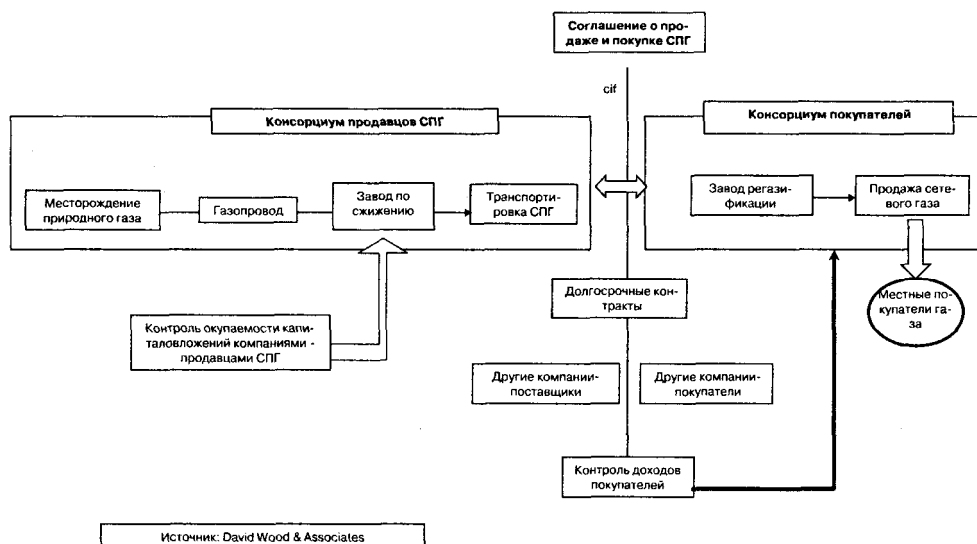 Соглашение о про-
даже и покупке СПГ
cif
Консорциум продавцов СПГ
Консорциум покупателей
Месторождение
природного газа
Газопровод
Завод по
сжижению
Транспорти-
ровка СПГ
Завод регази-
фикации
Продажа сете-
вого газа
Долгосрочные кон-
тракты
Местные по-
купатели га-
за
Контроль окупаемости капи-
таловложений компаниями -
продавцами СПГ
Другие компании-
поставщики
Другие компании-
покупатели
Контроль доходов
покупателей
Источник: David Wood & Associates